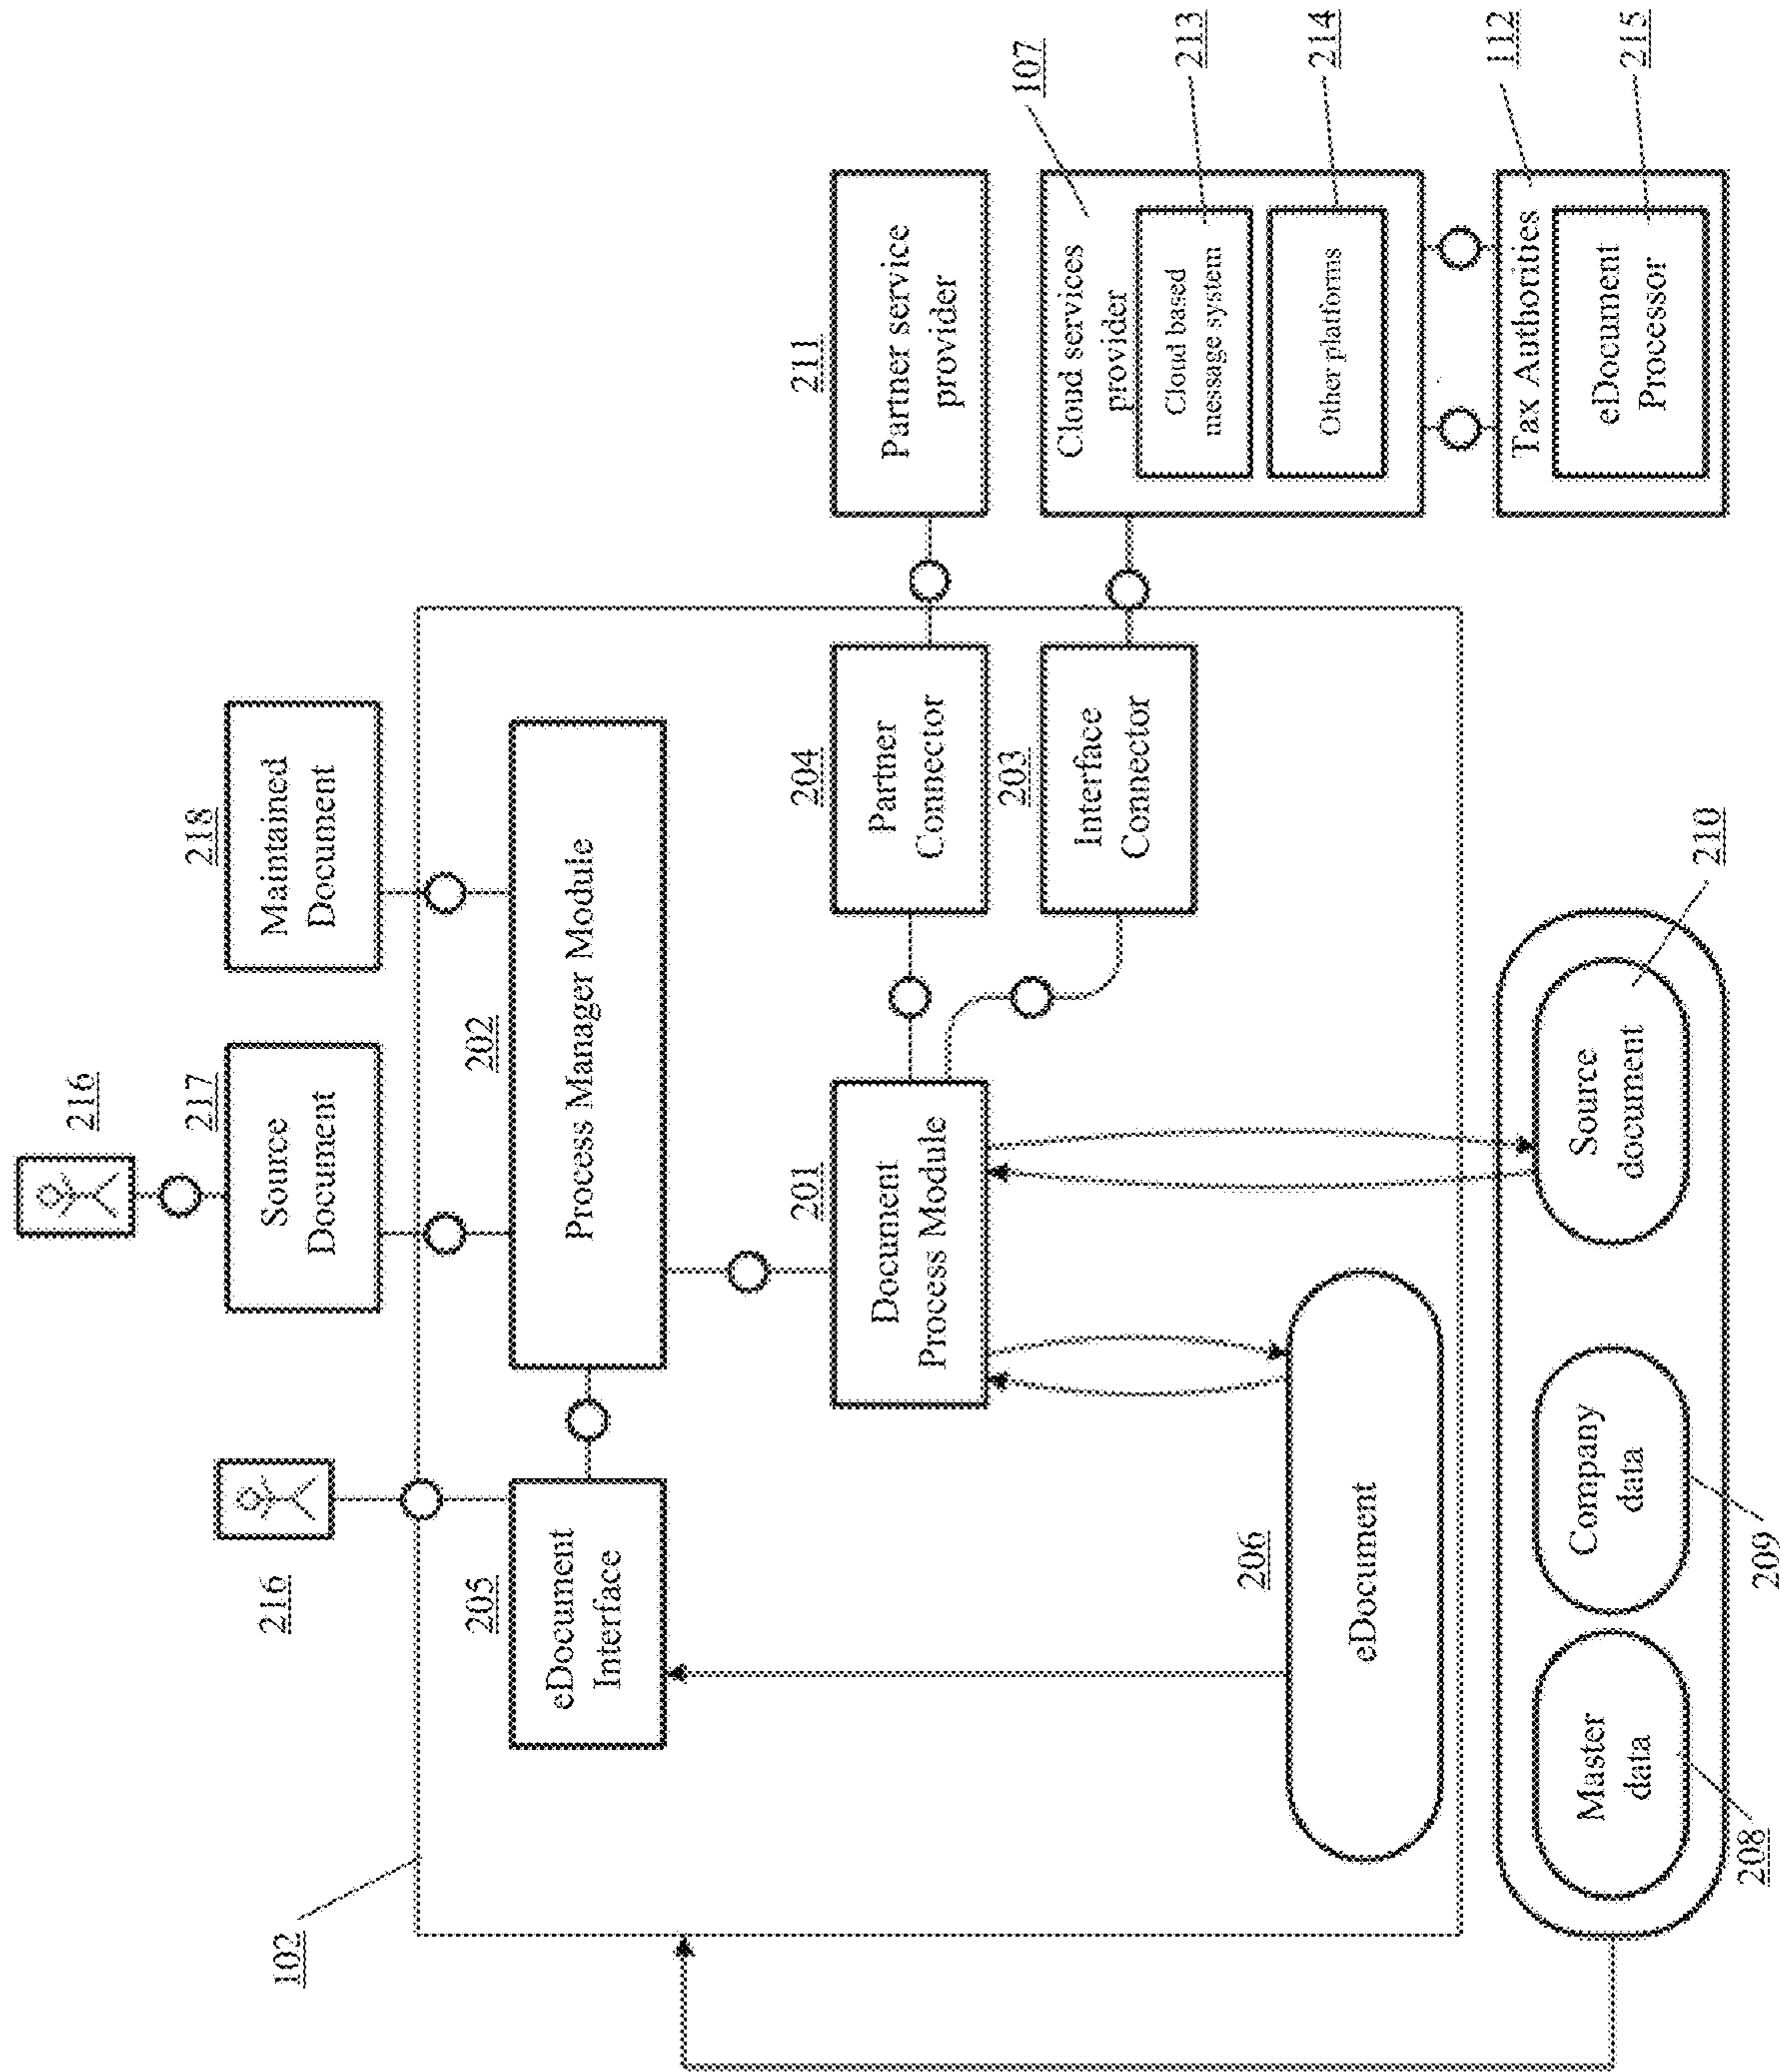 216
216
217
Source
Document
218
Maintained
Document
102
205
eDocument
Interface
202
Process Manager Module
201
Document
Process Module
204
Partner
Connector
203
Interface
Connector
211
Partner service
provider
107
Cloud services
provider
213
Cloud based
message system
214
Other platforms
112
Tax Authorities
215
eDocument
Processor
206
eDocument
208
Master
data
209
Company
data
210
Source
document